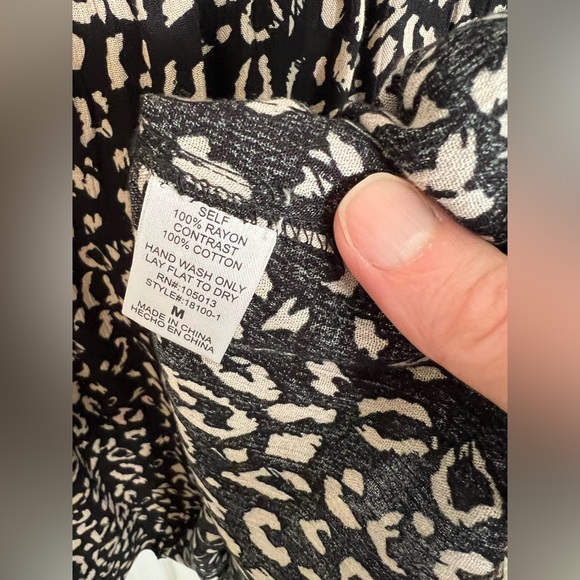 SELF
100% RAYON
CONTRAST
100% COTTON
HAND WASH ONLY
LAY FLAT TO DRY
RN#:105013
STYLE#:18100-1
M
MADE IN CHINA
HECHO EN CHINA